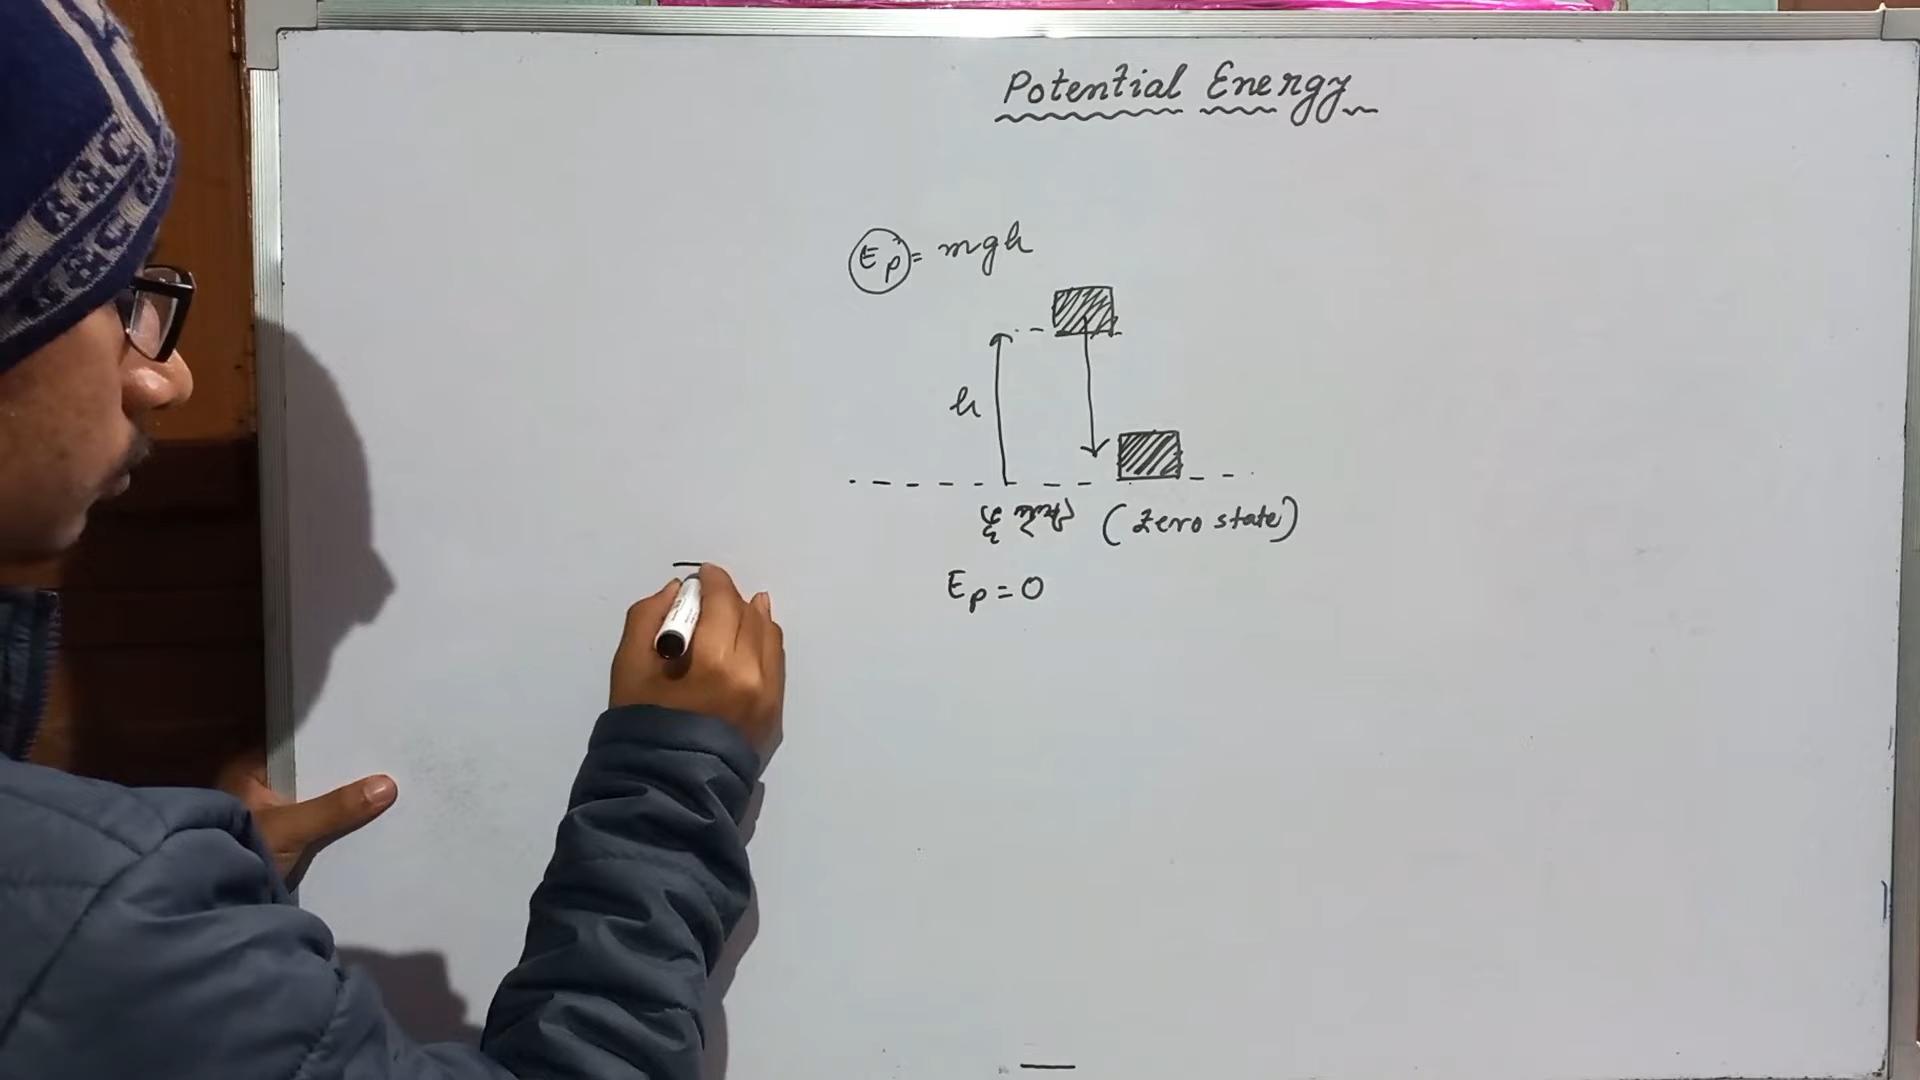 Potential Energy
Ep = mgh
h
(Zero state)
Ep = 0